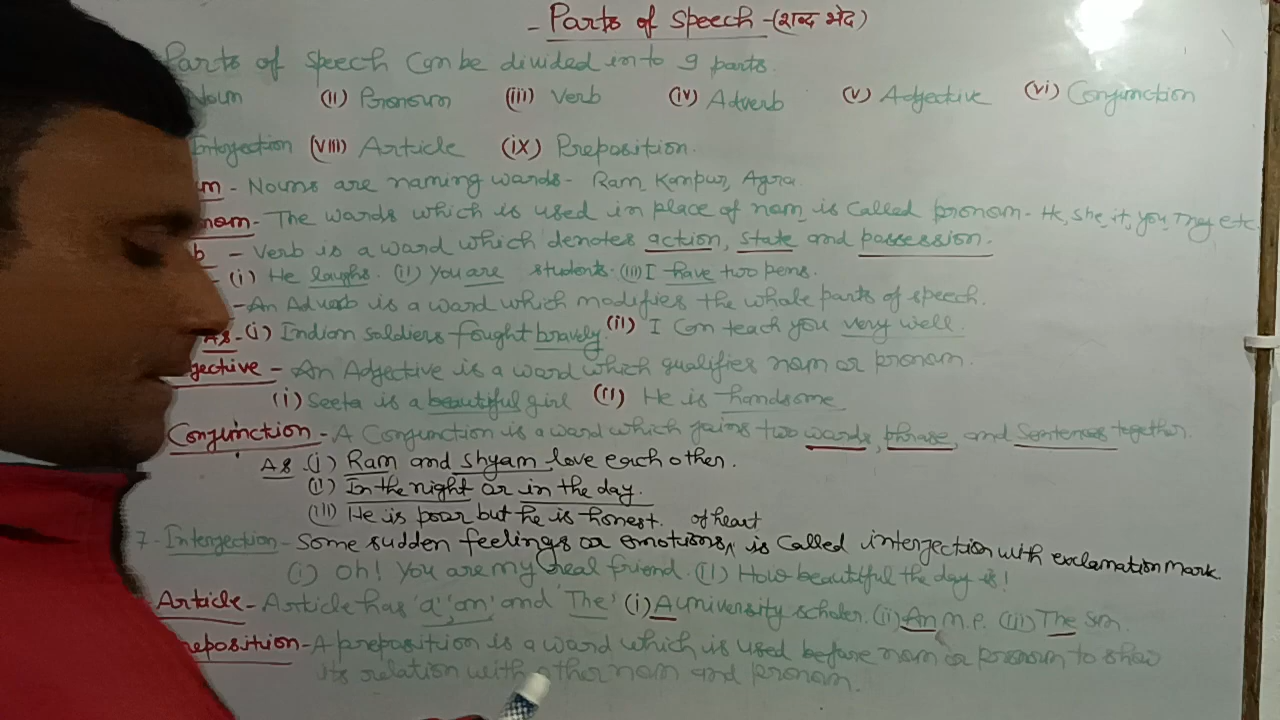 - Parts of Speech - (शब्द भेद)
Parts of Speech Can be divided into 9 parts.
Noun (II) Pronoun (iii) Verb (iv) Adverb (v) Adjective (vi) Conjunction
Interjection (VIII) Article (ix) Preposition.
- Nouns are naming words - Ram, Kanpur, Agra.
- The words which is used in place of noun is Called pronoun - He, She, it, you, They etc.
b - Verb is a word which denotes action, state and possession.
- (i) He laughs. (II) You are students. (iii) I have two pens.
- An Adverb is a word which modifies the whole parts of speech.
As - (i) Indian Soldiers fought bravely. (ii) I Can teach you very well.
jective - An Adjective is a word which qualifies noun or pronoun.
(i) Seeta is a beautiful girl (II) He is handsome
Conjunction - A Conjunction is a word which joins two words, phrase, and Sentences together.
As (i) Ram and Shyam love each other.
(ii) In the night or in the day.
(iii) He is poor but he is honest.
7 - Interjection - Some sudden feelings or emotions, of heart is Called interjection with exclamation Mark
(i) Oh! You are my real friend. (II) How beautiful the day is!
Article - Article has 'a', 'an' and 'The' (i) A university scholer. (ii) An M.P. (iii) The Sun.
reposition - A preposition is a word which is used before noun or pronoun to show
its relation with other noun and pronoun.